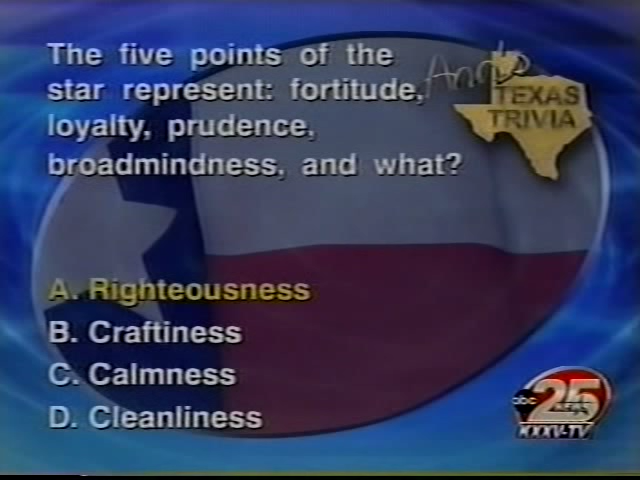 The five points of the
star represent: fortitude,
loyalty, prudence,
broadmindness, and what?
TEXAS
TRIVIA
A. Righteousness
B. Craftiness
C. Calmness
D. Cleanliness
abc
25
KXXV-TV